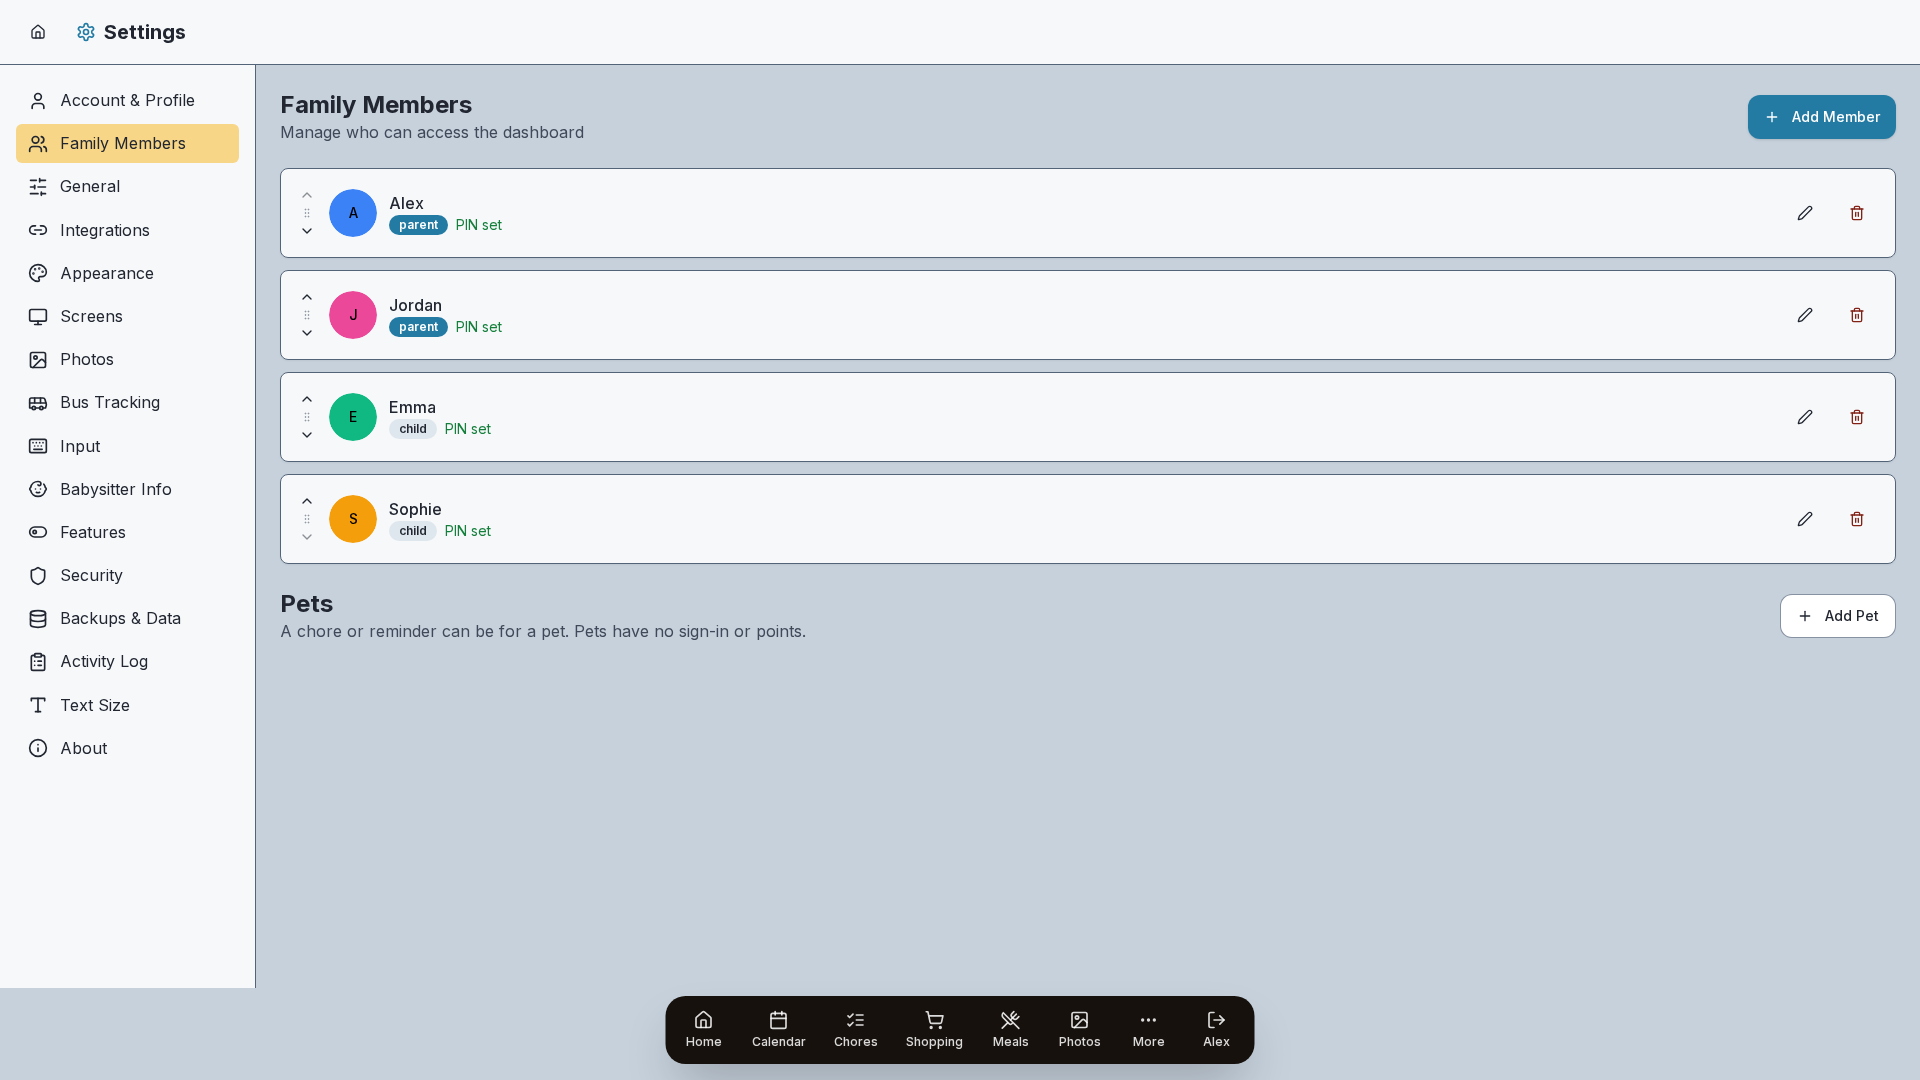 Settings
Account & Profile
Family Members
General
Integrations
Appearance
Screens
Photos
Bus Tracking
Input
Babysitter Info
Features
Security
Backups & Data
Activity Log
Text Size
About
Family Members
Manage who can access the dashboard
Add Member
A
Alex
parent PIN set
J
Jordan
parent PIN set
E
Emma
child PIN set
S
Sophie
child PIN set
Pets
A chore or reminder can be for a pet. Pets have no sign-in or points.
Add Pet
Home Calendar Chores Shopping Meals Photos More Alex